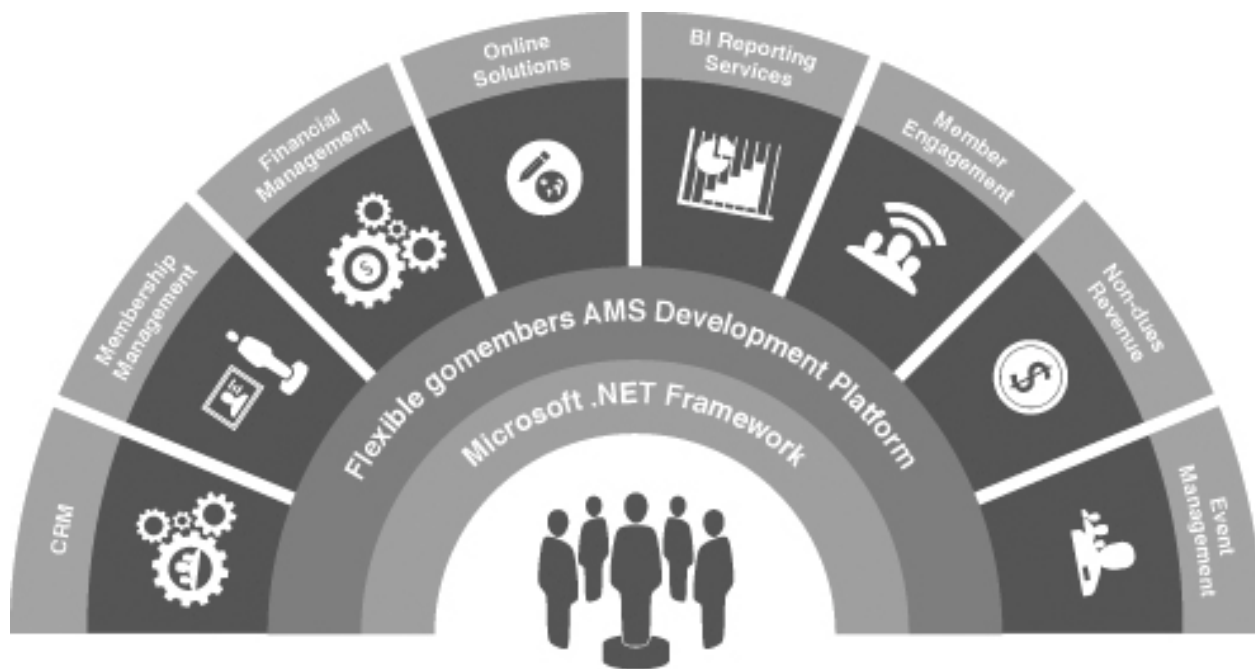 CRM
Membership
Management
Financial
Management
Online
Solutions
BI Reporting
Services
Member
Engagement
Non-dues
Revenue
Event
Management
Flexible gomembers AMS Development Platform
Microsoft .NET Framework
$
Id
$